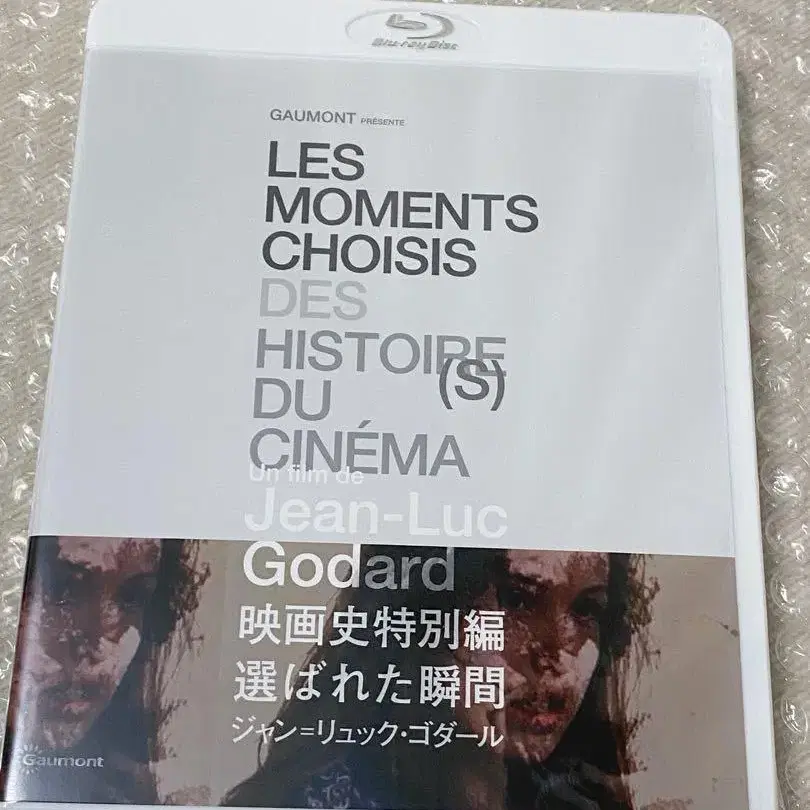 Blu-ray Disc
GAUMONT PRÉSENTE
LES
MOMENTS
CHOISIS
DES
HISTOIRE
(S)
DU
CINÉMA
Un film de
Jean-Luc
Godard
映画史特別編
選ばれた瞬間
ジャン=リュック・ゴダール
Gaumont